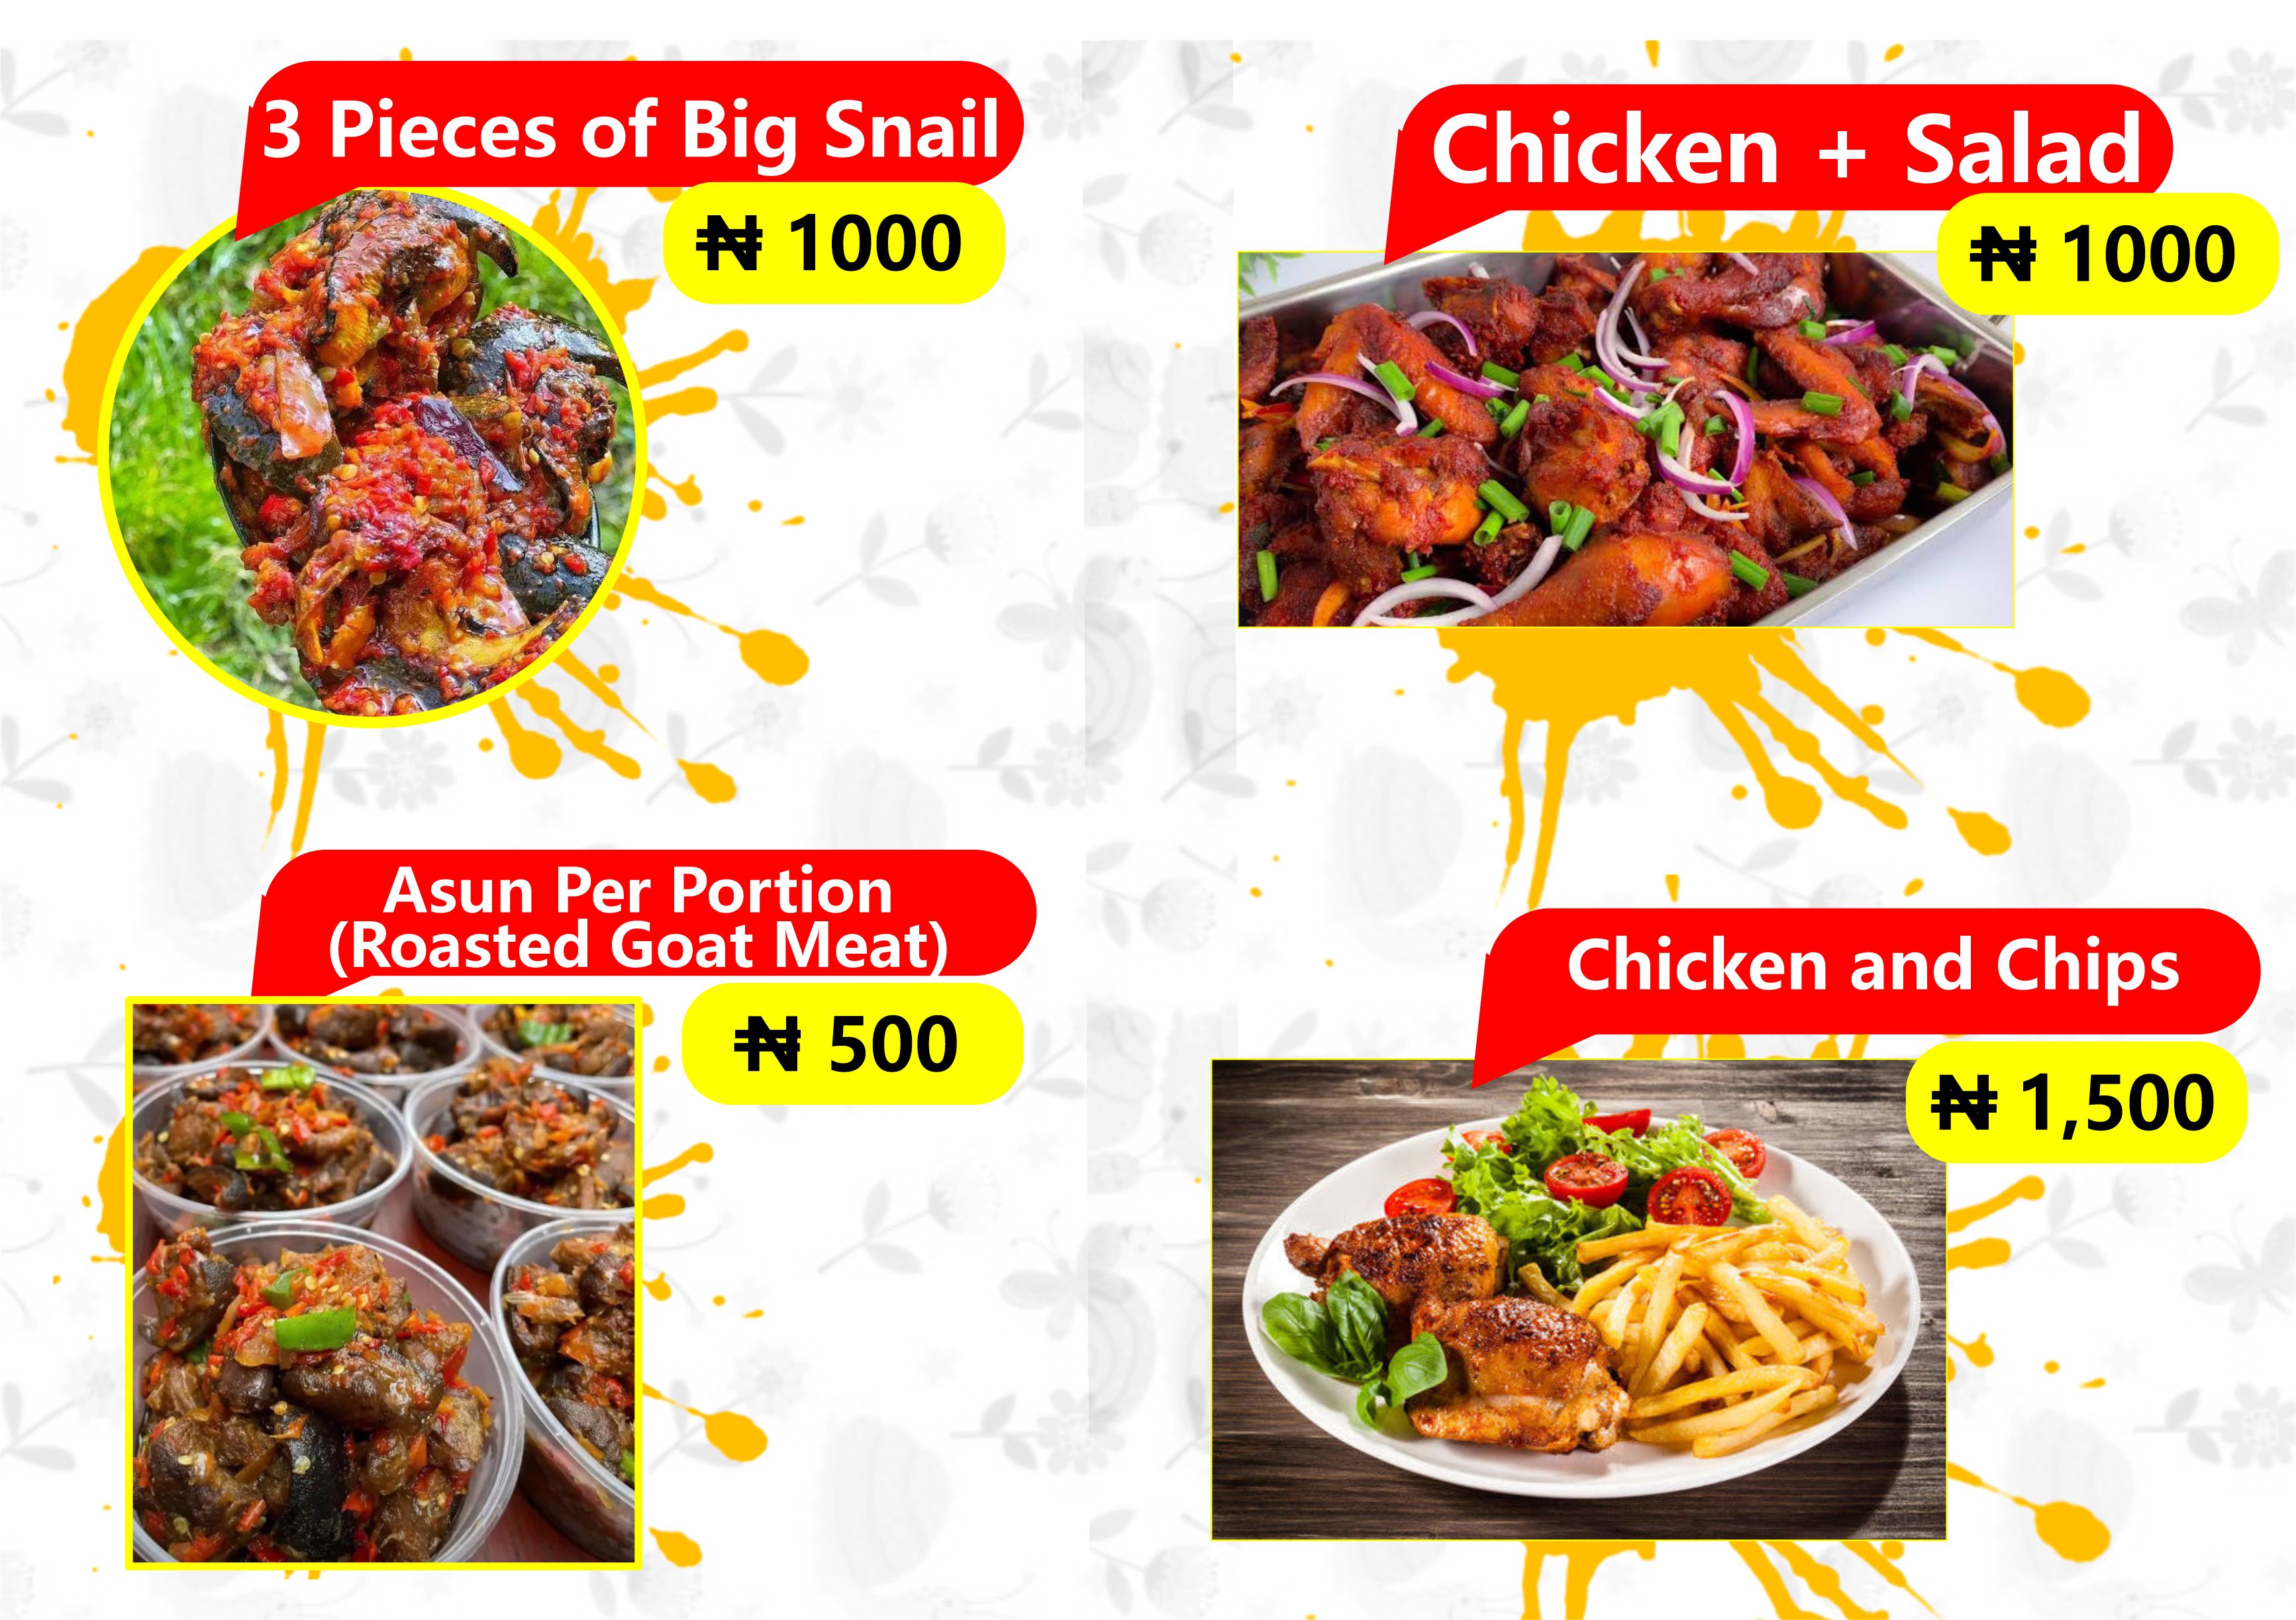 3 Pieces of Big Snail
₦ 1000
Chicken + Salad
₦ 1000
Asun Per Portion
(Roasted Goat Meat)
₦ 500
Chicken and Chips
₦ 1,500